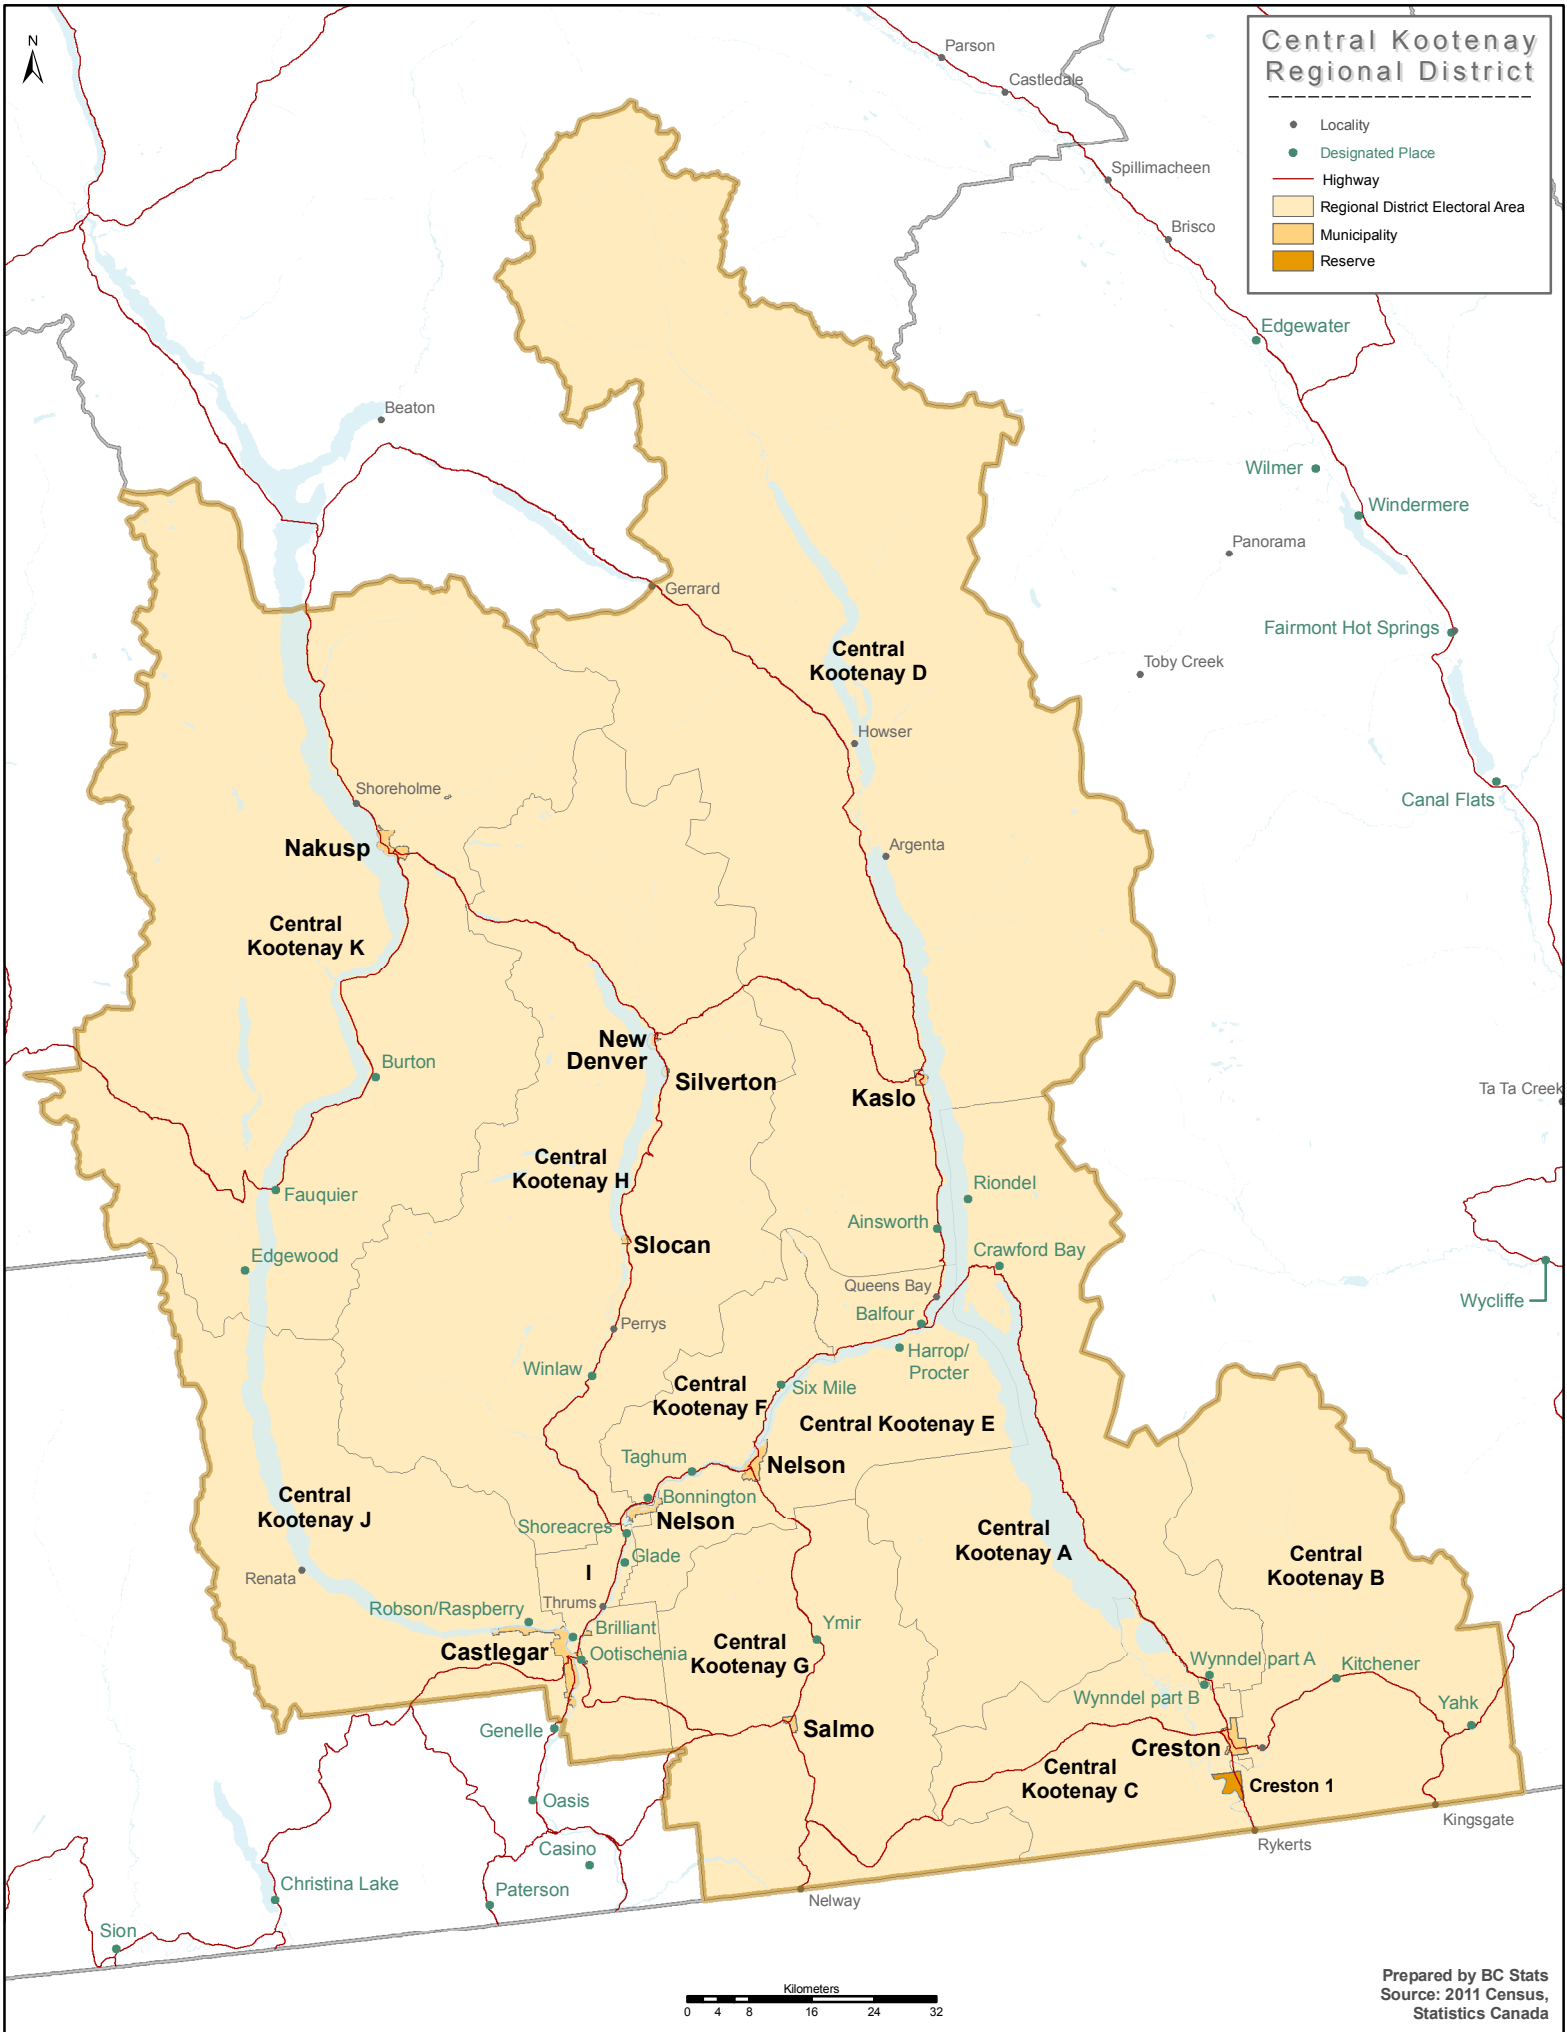 N
Central Kootenay
Regional District
Locality
Designated Place
Highway
Regional District Electoral Area
Municipality
Reserve
Parson
Castledale
Spillimacheen
Brisco
Edgewater
Beaton
Wilmer
Windermere
Panorama
Gerrard
Fairmont Hot Springs
Central
Kootenay D
Toby Creek
Howser
Shoreholme
Canal Flats
Nakusp
Argenta
Central
Kootenay K
New
Denver
Silverton
Burton
Kaslo
Ta Ta Creek
Central
Kootenay H
Fauquier
Riondel
Ainsworth
Slocan
Edgewood
Crawford Bay
Queens Bay
Wycliffe
Balfour
Perrys
Harrop/
Procter
Winlaw
Central
Kootenay F
Six Mile
Central Kootenay E
Taghum
Nelson
Bonnington
Central
Kootenay J
Nelson
Shoreacres
Central
Kootenay A
Glade
Central
Kootenay B
I
Renata
Thrums
Robson/Raspberry
Brilliant
Ymir
Castlegar
Ootischenia
Central
Kootenay G
Wynndel part A
Kitchener
Wynndel part B
Yahk
Genelle
Salmo
Creston
Central
Kootenay C
Creston 1
Oasis
Kingsgate
Casino
Rykerts
Christina Lake
Paterson
Nelway
Sion
Kilometers
0 4 8 16 24 32
Prepared by BC Stats
Source: 2011 Census,
Statistics Canada